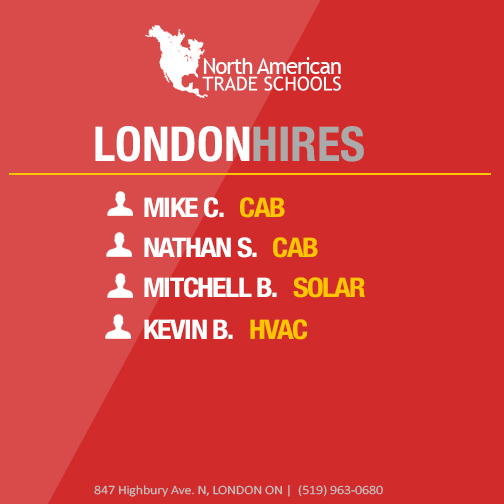 North American
TRADE SCHOOLS
LONDONHIRES
MIKE C. CAB
NATHAN S. CAB
MITCHELL B. SOLAR
KEVIN B. HVAC
847 Highbury Ave. N, LONDON ON | (519) 963-0680